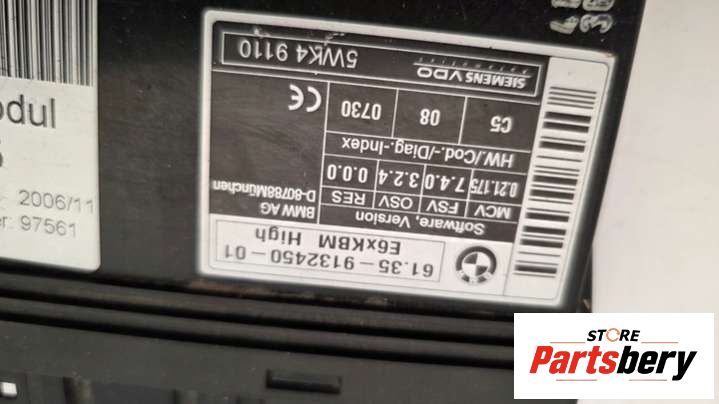 61.35-9132450-01
E6xKBM High
Software, Version
MCV FSV OSV RES
0.21.175 7.4.0 3.2.4 0.0.0
BMW AG
D-80788München
HW./Cod.-/Diag.-Index
C5 08 0730
CE
SIEMENS VDO
Automotive
5WK4 9110
odul
2006/11
er: 97561
STORE
Partsbery